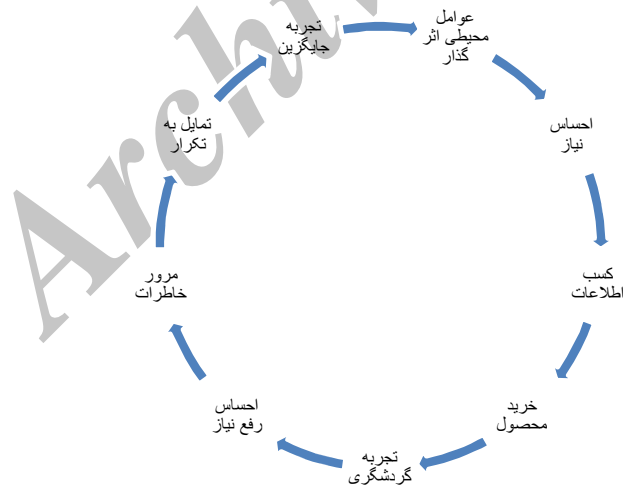 عوامل
محیطی اثر
گذار
احساس
نیاز
کسب
اطلاعات
خرید
محصول
تجربه
گردشگری
احساس
رفع نیاز
مرور
خاطرات
تمایل به
تکرار
تجربه
جایگزین